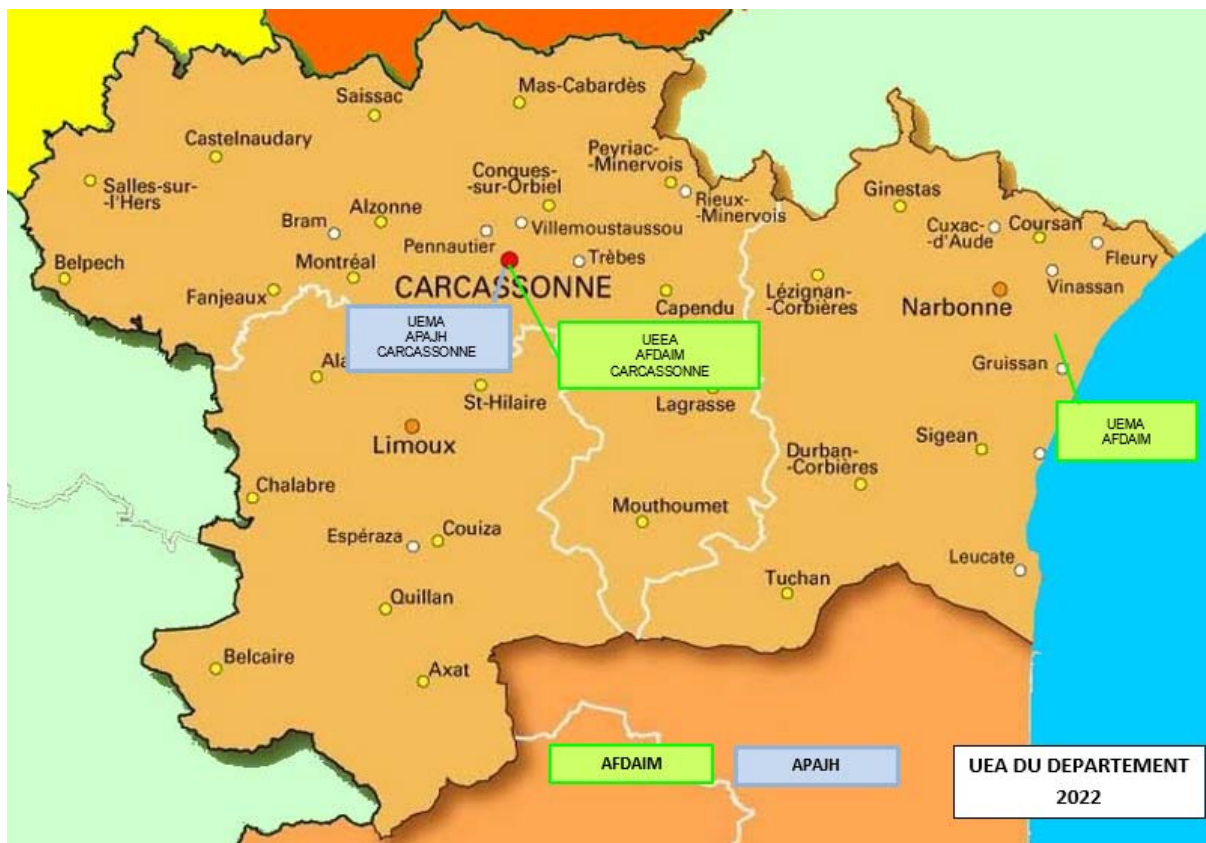 Mas-Cabardès
Saissac
Castelnaudary
Peyriac-
-Minervois
Salles-sur-
-l'Hers
Conques-
-sur-Orbiel
Rieux-
-Minervois
Ginestas
Bram
Alzonne
Villemoustaussou
Cuxac-
-d'Aude
Coursan
Pennautier
Trèbes
Fleury
Belpech
Montréal
CARCASSONNE
Vinassan
Fanjeaux
Capendu
Lézignan-
-Corbières
Narbonne
UEMA
APAJH
CARCASSONNE
UEEA
AFDAIM
CARCASSONNE
Gruissan
St-Hilaire
Lagrasse
UEMA
AFDAIM
Limoux
Sigean
Durban-
-Corbières
Chalabre
Mouthoumet
Espéraza
Couiza
Leucate
Tuchan
Quillan
Belcaire
Axat
AFDAIM
APAJH
UEA DU DEPARTEMENT
2022